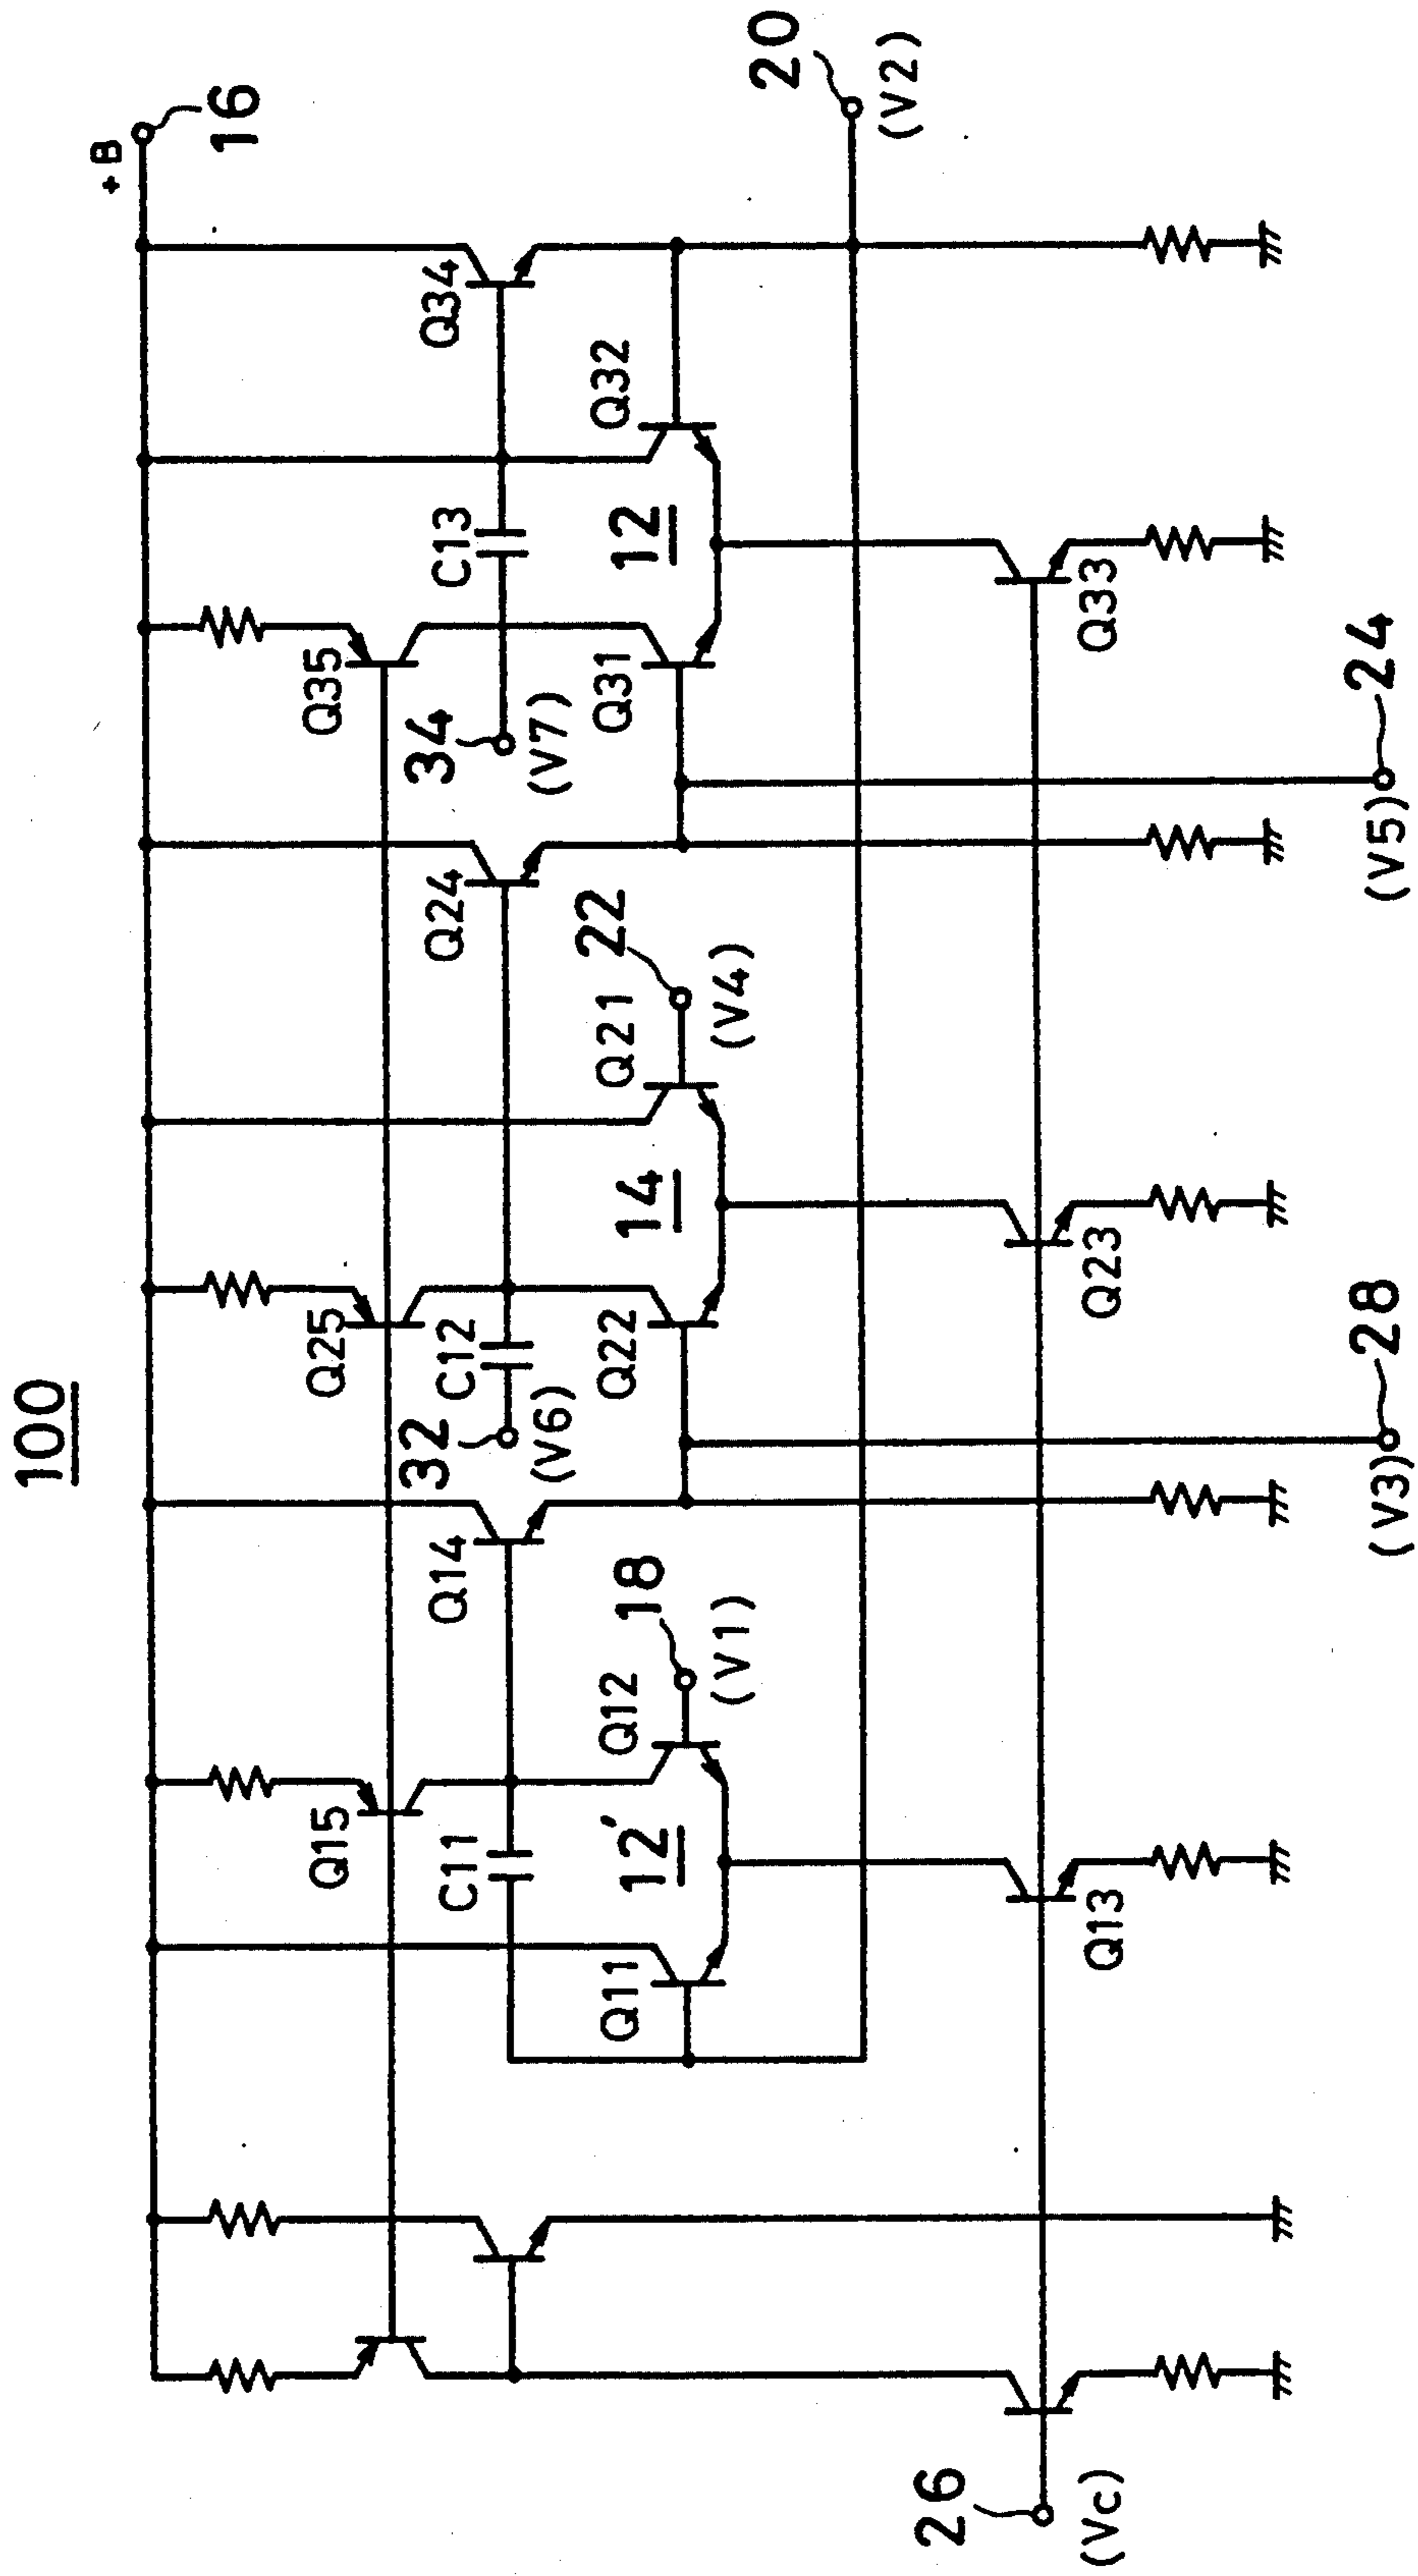 100
+B
16
Q34
Q35
C13
Q32
34
(V7)
12
Q31
20
(V2)
Q33
24
(V5)
Q24
22
Q21
(V4)
Q25
C12
14
Q22
32
(V6)
Q23
28
(V3)
Q14
18
Q12
(V1)
Q15
C11
12'
Q11
Q13
26
(Vc)